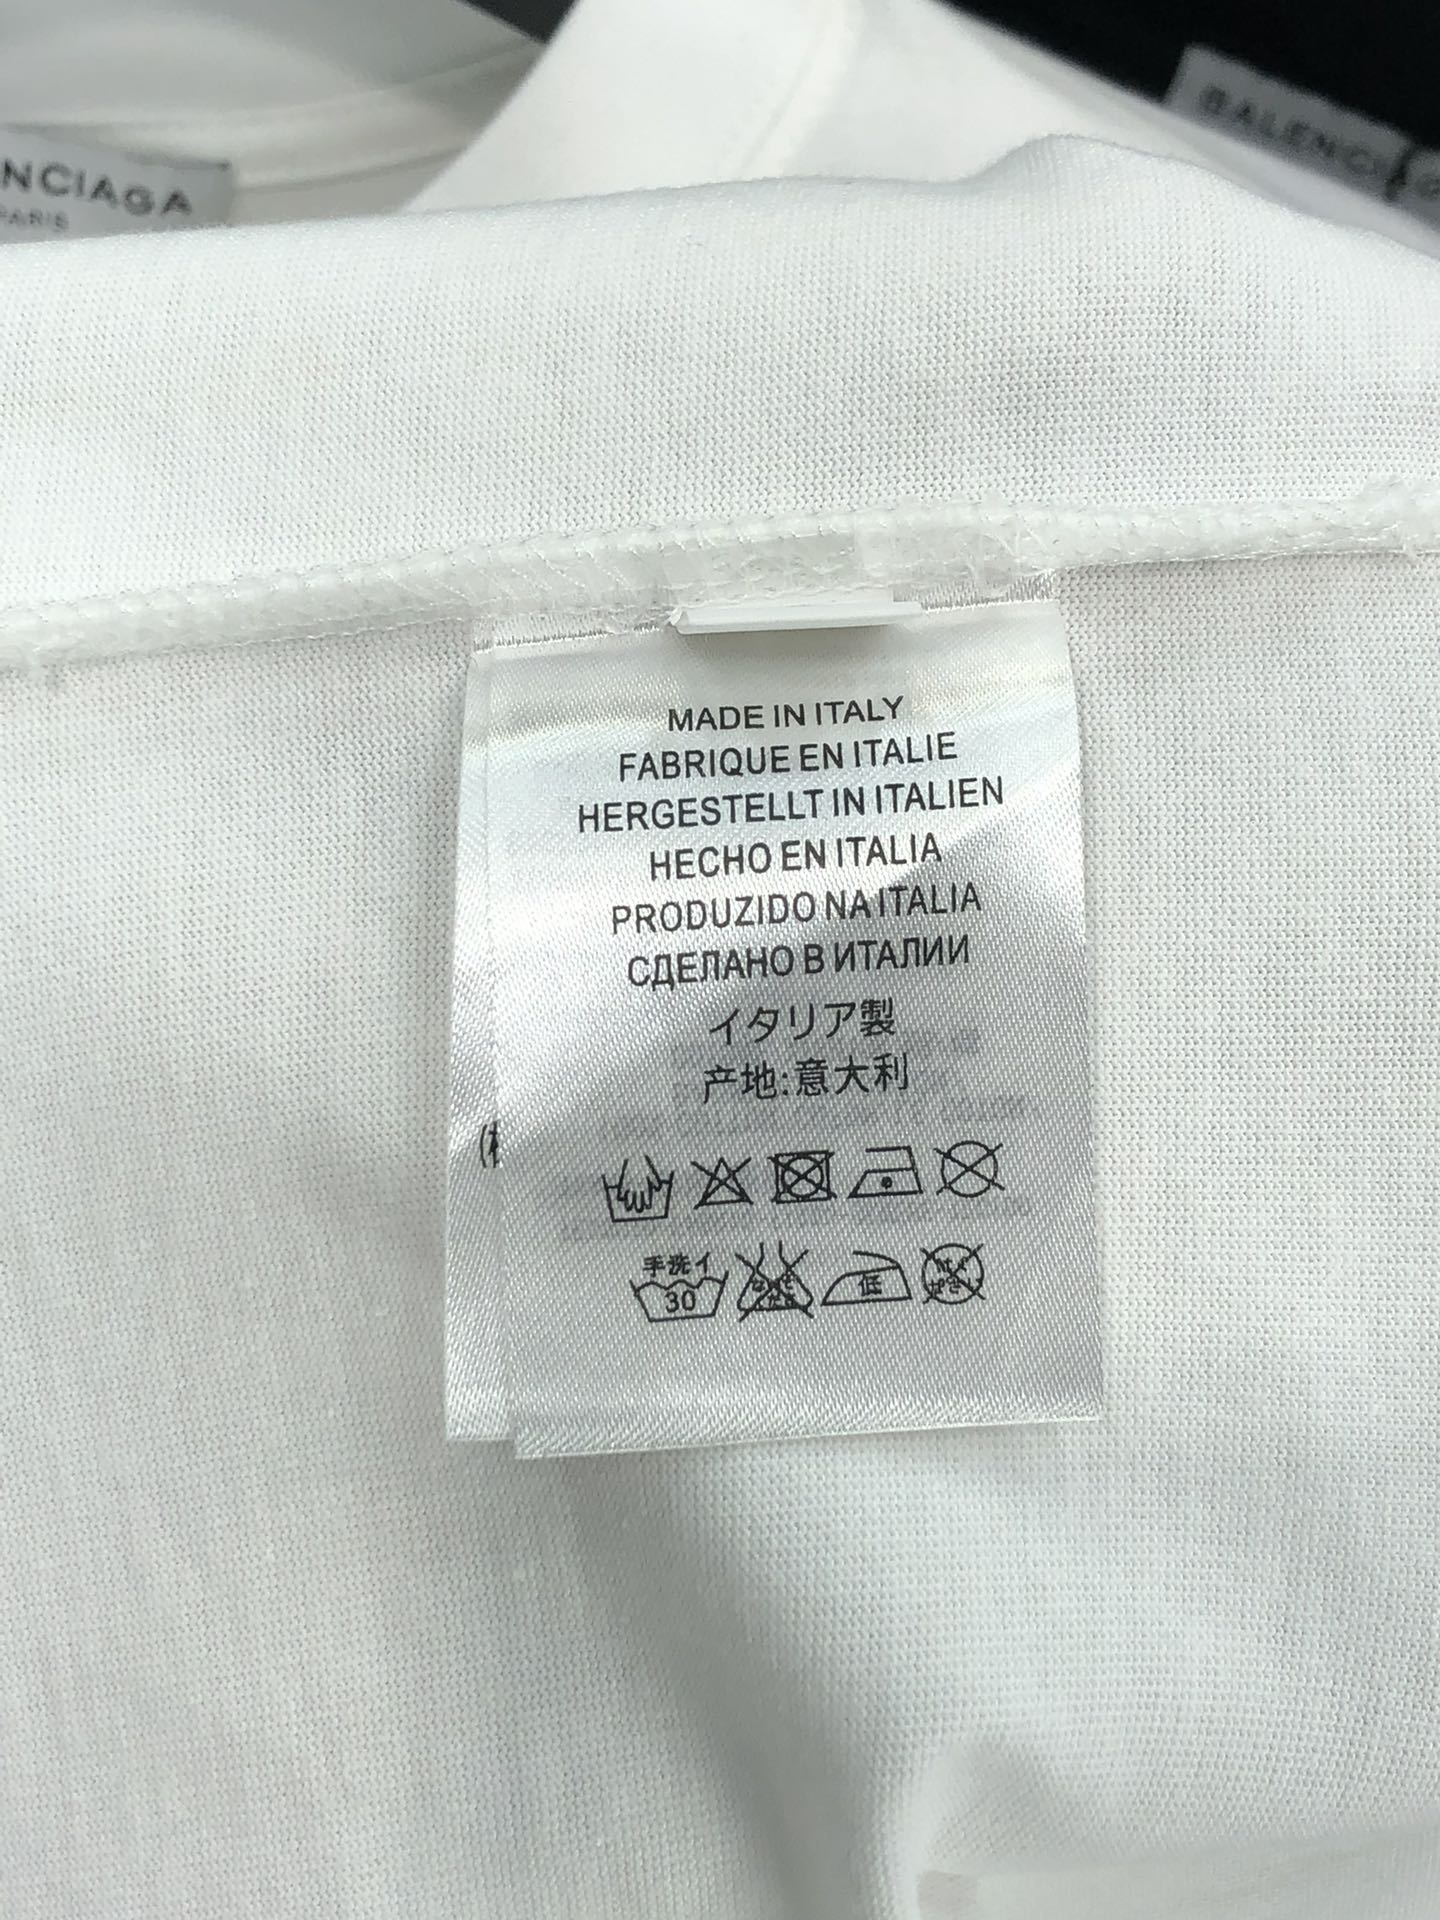 NCIAGA
PARIS
BALENCI
MADE IN ITALY
FABRIQUE EN ITALIE
HERGESTELLT IN ITALIEN
HECHO EN ITALIA
PRODUZIDO NA ITALIA
СДЕЛАНО В ИТАЛИИ
イタリア製
产地:意大利
手洗イ
30
低